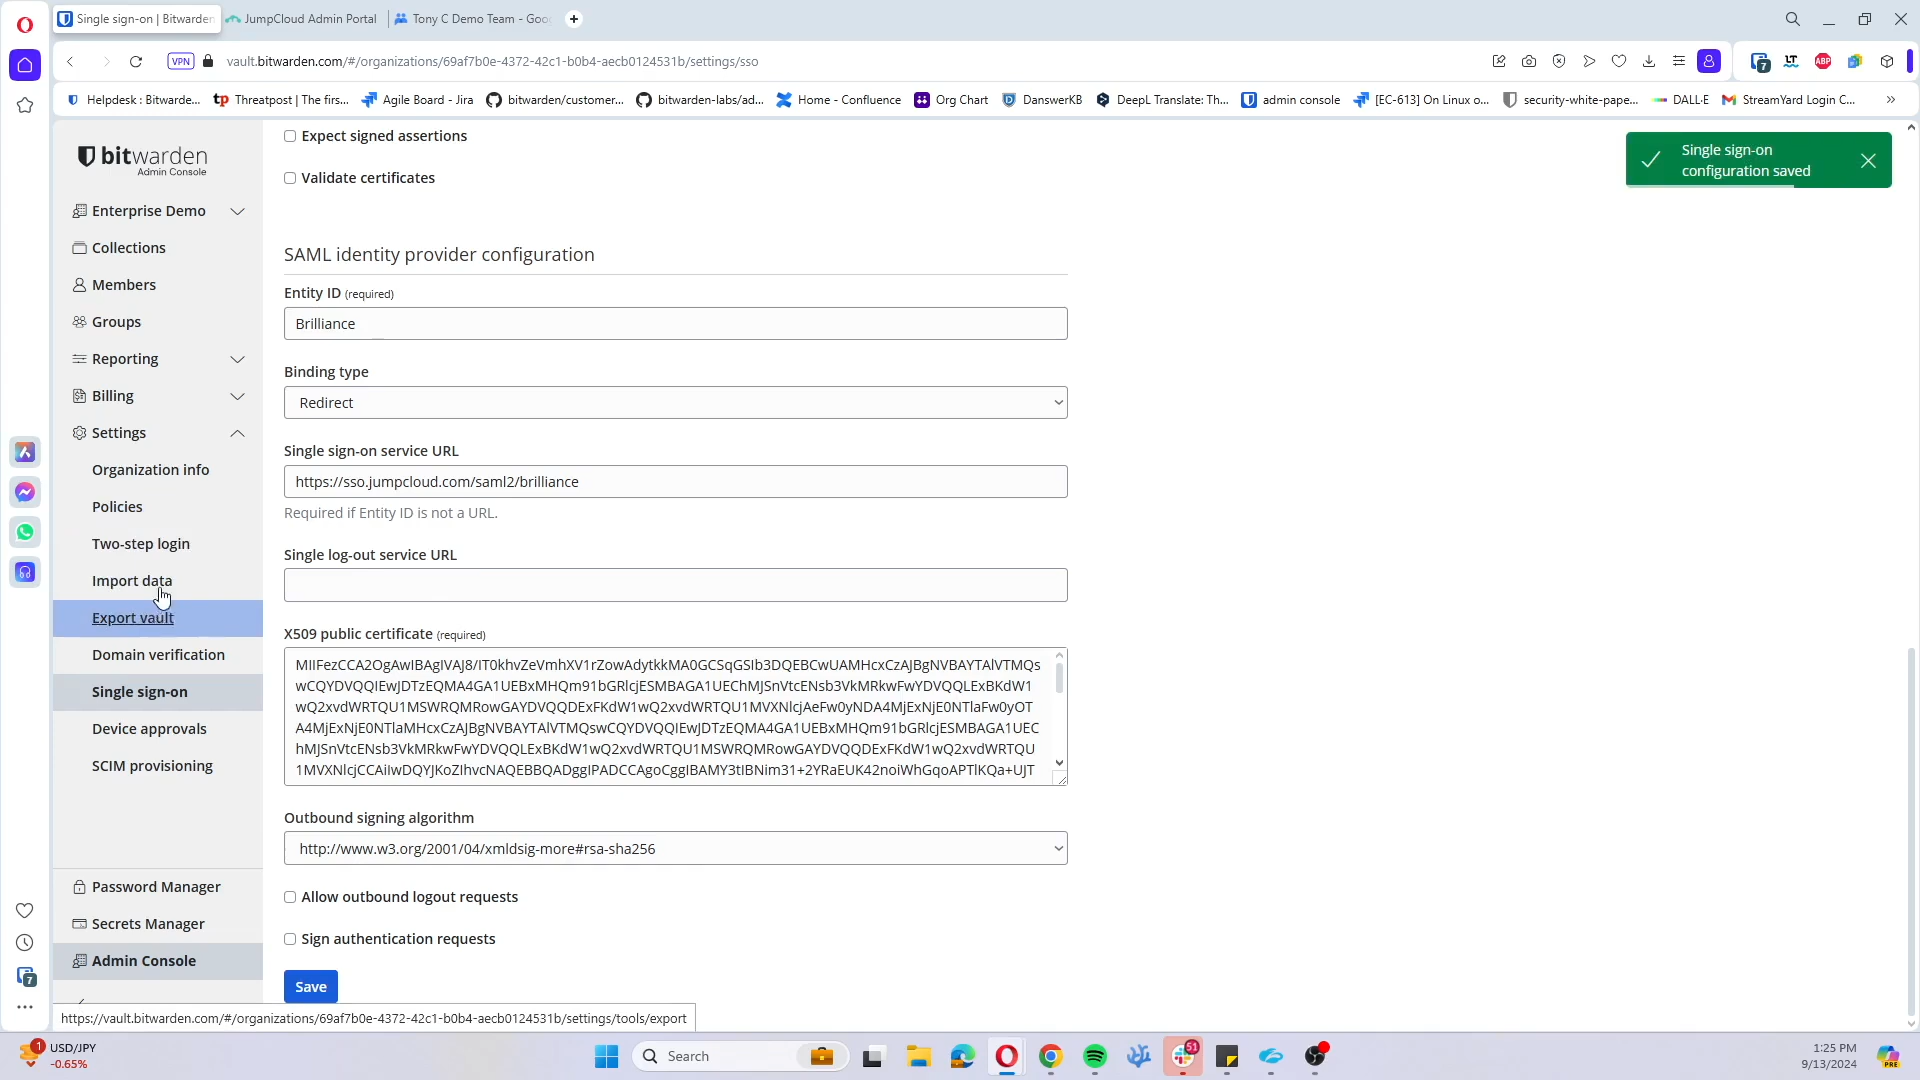 Single sign-on | Bitwarden
JumpCloud Admin Portal
Tony C Demo Team - Goo
VPN
vault.bitwarden.com/#/organizations/69af7b0e-4372-42c1-b0b4-aecb0124531b/settings/sso
7
LT
ABP
Helpdesk : Bitwarde...
tp Threatpost | The firs...
Agile Board - Jira
bitwarden/customer...
bitwarden-labs/ad...
Home - Confluence
Org Chart
DanswerKB
DeepL Translate: Th...
admin console
[EC-613] On Linux o...
security-white-pape...
DALL·E
StreamYard Login C...
bitwarden
Admin Console
Enterprise Demo
Collections
Members
Groups
Reporting
Billing
Settings
Organization info
Policies
Two-step login
Import data
Export vault
Domain verification
Single sign-on
Device approvals
SCIM provisioning
Password Manager
Secrets Manager
Admin Console
Expect signed assertions
Validate certificates
Single sign-on
configuration saved
SAML identity provider configuration
Entity ID (required)
Brilliance
Binding type
Redirect
Single sign-on service URL
https://sso.jumpcloud.com/saml2/brilliance
Required if Entity ID is not a URL.
Single log-out service URL
X509 public certificate (required)
MIIFezCCA2OgAwIBAgIVAJ8/IT0khvZeVmhXV1rZowAdytkkMA0GCSqGSIb3DQEBCwUAMHcxCzAJBgNVBAYTAlVTMQs
wCQYDVQQIEwJDTzEQMA4GA1UEBxMHQm91bGRlcjESMBAGA1UEChMJSnVtcENsb3VkMRkwFwYDVQQLExBKdW1
wQ2xvdWRTQU1MSWRQMRowGAYDVQQDExFKdW1wQ2xvdWRTQU1MVXNlcjAeFw0yNDA4MjExNjE0NTlaFw0yOT
A4MjExNjE0NTlaMHcxCzAJBgNVBAYTAlVTMQswCQYDVQQIEwJDTzEQMA4GA1UEBxMHQm91bGRlcjESMBAGA1UEC
hMJSnVtcENsb3VkMRkwFwYDVQQLExBKdW1wQ2xvdWRTQU1MSWRQMRowGAYDVQQDExFKdW1wQ2xvdWRTQU
1MVXNlcjCCAiIwDQYJKoZIhvcNAQEBBQADggIPADCCAgoCggIBAMY3tIBNim31+2YRaEUK42noiWhGqoAPTlKQa+UJT
Outbound signing algorithm
http://www.w3.org/2001/04/xmldsig-more#rsa-sha256
Allow outbound logout requests
Sign authentication requests
Save
7
https://vault.bitwarden.com/#/organizations/69af7b0e-4372-42c1-b0b4-aecb0124531b/settings/tools/export
1
USD/JPY
-0.65%
Search
51
1:25 PM
9/13/2024
PRE